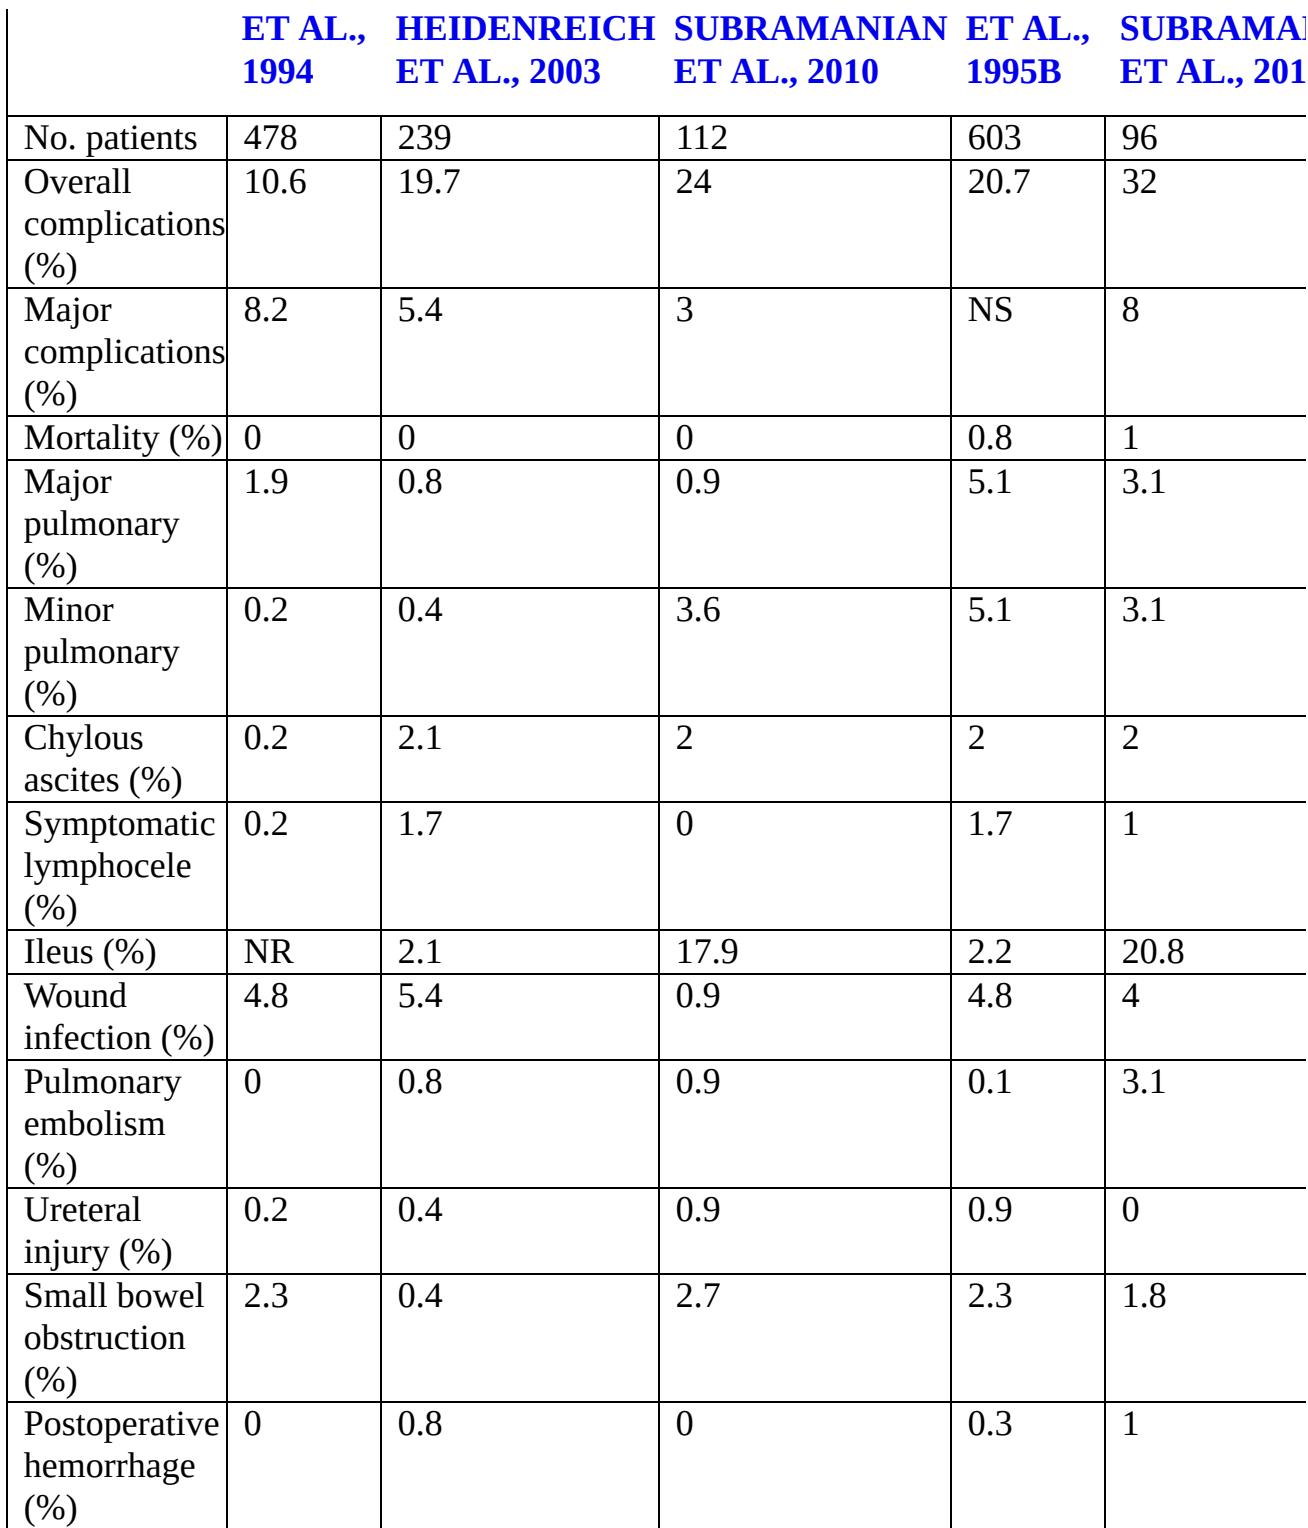 ET AL., HEIDENREICH SUBRAMANIAN ET AL., SUBRAMA
1994 ET AL., 2003 ET AL., 2010 1995B ET AL., 201
No. patients 478 239 112 603 96
Overall 10.6 19.7 24 20.7 32
complications
(%)
Major 8.2 5.4 3 NS 8
complications
(%)
Mortality (%) 0 0 0 0.8 1
Major 1.9 0.8 0.9 5.1 3.1
pulmonary
(%)
Minor 0.2 0.4 3.6 5.1 3.1
pulmonary
(%)
Chylous 0.2 2.1 2 2 2
ascites (%)
Symptomatic 0.2 1.7 0 1.7 1
lymphocele
(%)
Ileus (%) NR 2.1 17.9 2.2 20.8
Wound 4.8 5.4 0.9 4.8 4
infection (%)
Pulmonary 0 0.8 0.9 0.1 3.1
embolism
(%)
Ureteral 0.2 0.4 0.9 0.9 0
injury (%)
Small bowel 2.3 0.4 2.7 2.3 1.8
obstruction
(%)
Postoperative 0 0.8 0 0.3 1
hemorrhage
(%)